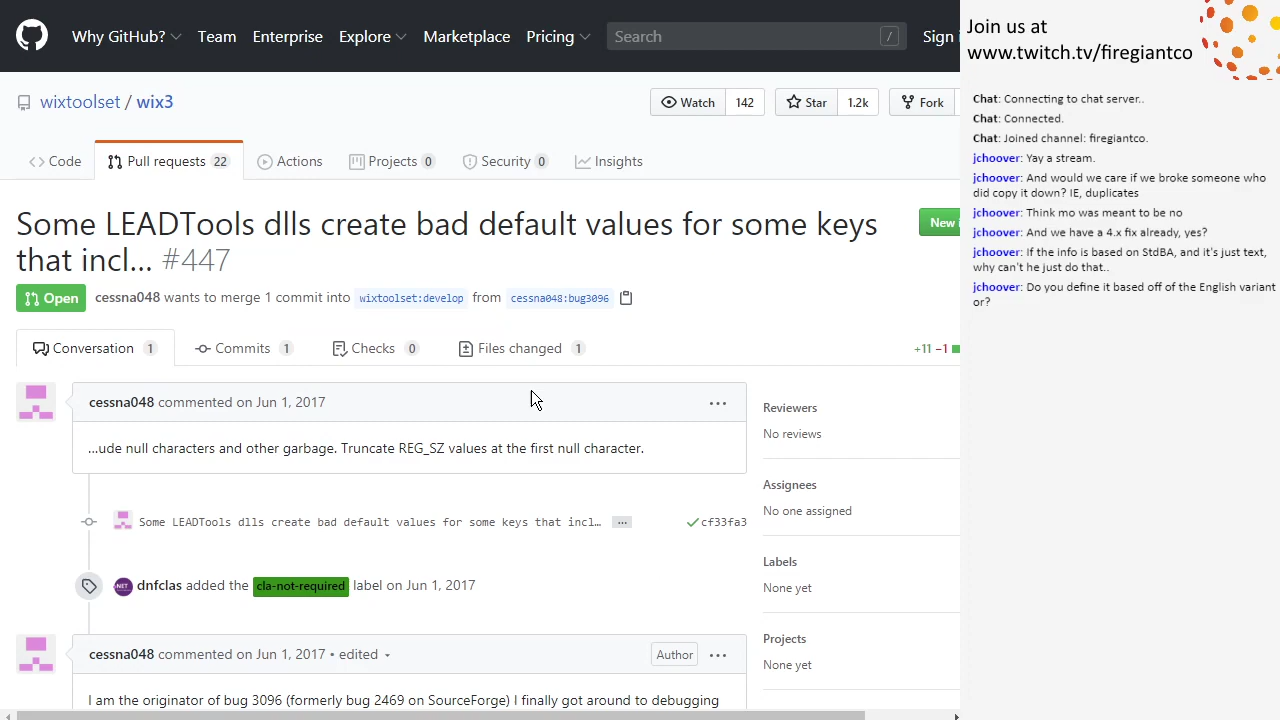 Why GitHub? Team Enterprise Explore Marketplace Pricing Search / Sign i
wixtoolset / wix3
Watch 142 Star 1.2k Fork
Code Pull requests 22 Actions Projects 0 Security 0 Insights
Some LEADTools dlls create bad default values for some keys
that incl... #447
New i
Open cessna048 wants to merge 1 commit into wixtoolset:develop from cessna048:bug3096
Conversation 1 Commits 1 Checks 0 Files changed 1 +11 −1
cessna048 commented on Jun 1, 2017
…ude null characters and other garbage. Truncate REG_SZ values at the first null character.
Some LEADTools dlls create bad default values for some keys that incl… … cf33fa3
.NET dnfclas added the cla-not-required label on Jun 1, 2017
cessna048 commented on Jun 1, 2017 • edited Author
I am the originator of bug 3096 (formerly bug 2469 on SourceForge) I finally got around to debugging
Reviewers
No reviews
Assignees
No one assigned
Labels
None yet
Projects
None yet
Join us at
www.twitch.tv/firegiantco
Chat: Connecting to chat server..
Chat: Connected.
Chat: Joined channel: firegiantco.
jchoover: Yay a stream.
jchoover: And would we care if we broke someone who
did copy it down? IE, duplicates
jchoover: Think mo was meant to be no
jchoover: And we have a 4.x fix already, yes?
jchoover: If the info is based on StdBA, and it's just text,
why can't he just do that..
jchoover: Do you define it based off of the English variant
or?